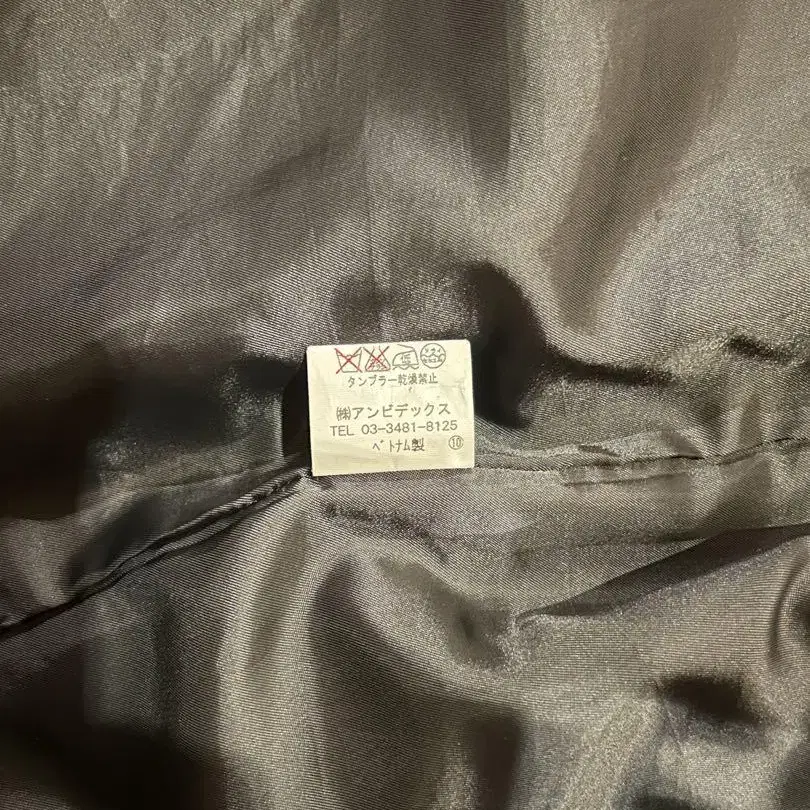 タンブラー乾燥禁止
㈱アンビデックス
TEL 03-3481-8125
ベトナム製 ⑩